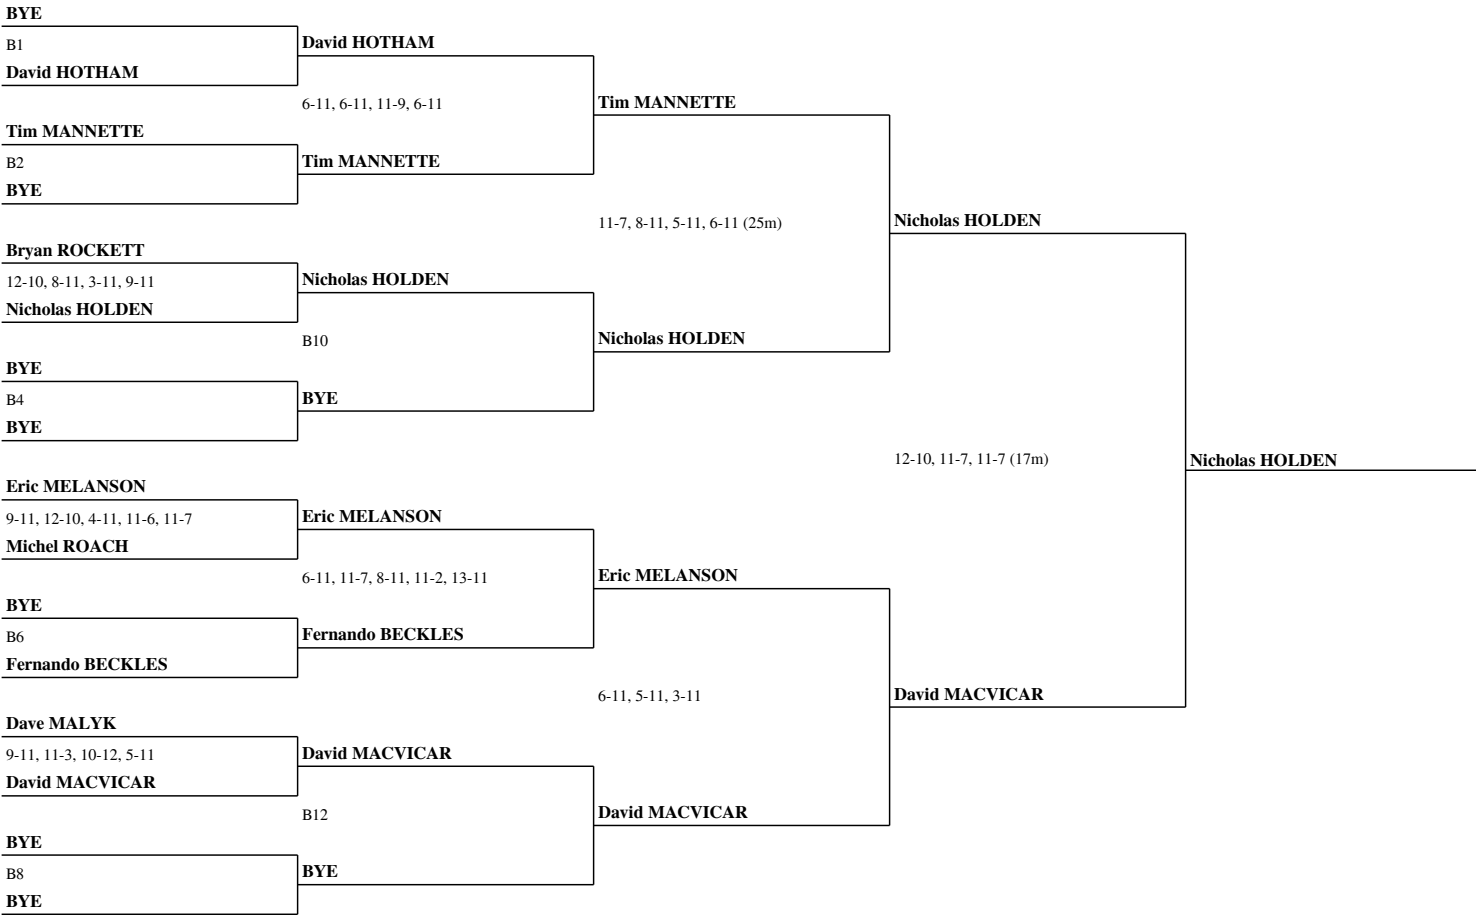 BYE
B1
David HOTHAM
David HOTHAM
6-11, 6-11, 11-9, 6-11
Tim MANNETTE
Tim MANNETTE
B2
Tim MANNETTE
BYE
11-7, 8-11, 5-11, 6-11 (25m)
Nicholas HOLDEN
Bryan ROCKETT
12-10, 8-11, 3-11, 9-11
Nicholas HOLDEN
Nicholas HOLDEN
B10
Nicholas HOLDEN
BYE
B4
BYE
BYE
12-10, 11-7, 11-7 (17m)
Nicholas HOLDEN
Eric MELANSON
9-11, 12-10, 4-11, 11-6, 11-7
Eric MELANSON
Michel ROACH
6-11, 11-7, 8-11, 11-2, 13-11
Eric MELANSON
BYE
B6
Fernando BECKLES
Fernando BECKLES
6-11, 5-11, 3-11
David MACVICAR
Dave MALYK
9-11, 11-3, 10-12, 5-11
David MACVICAR
David MACVICAR
B12
David MACVICAR
BYE
B8
BYE
BYE